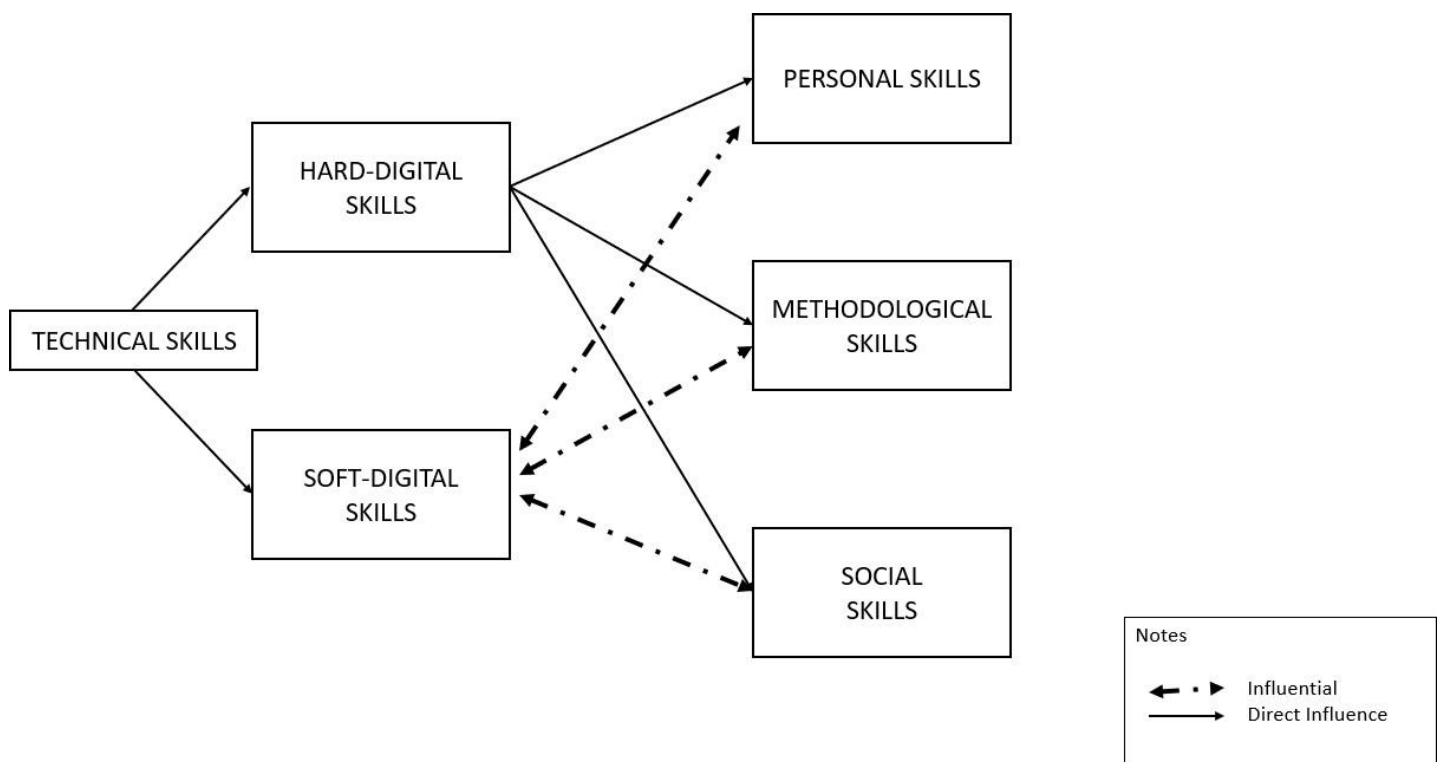 PERSONAL SKILLS
HARD-DIGITAL
SKILLS
METHODOLOGICAL
SKILLS
TECHNICAL SKILLS
SOFT-DIGITAL
SKILLS
SOCIAL
SKILLS
Notes
Influential
Direct Influence